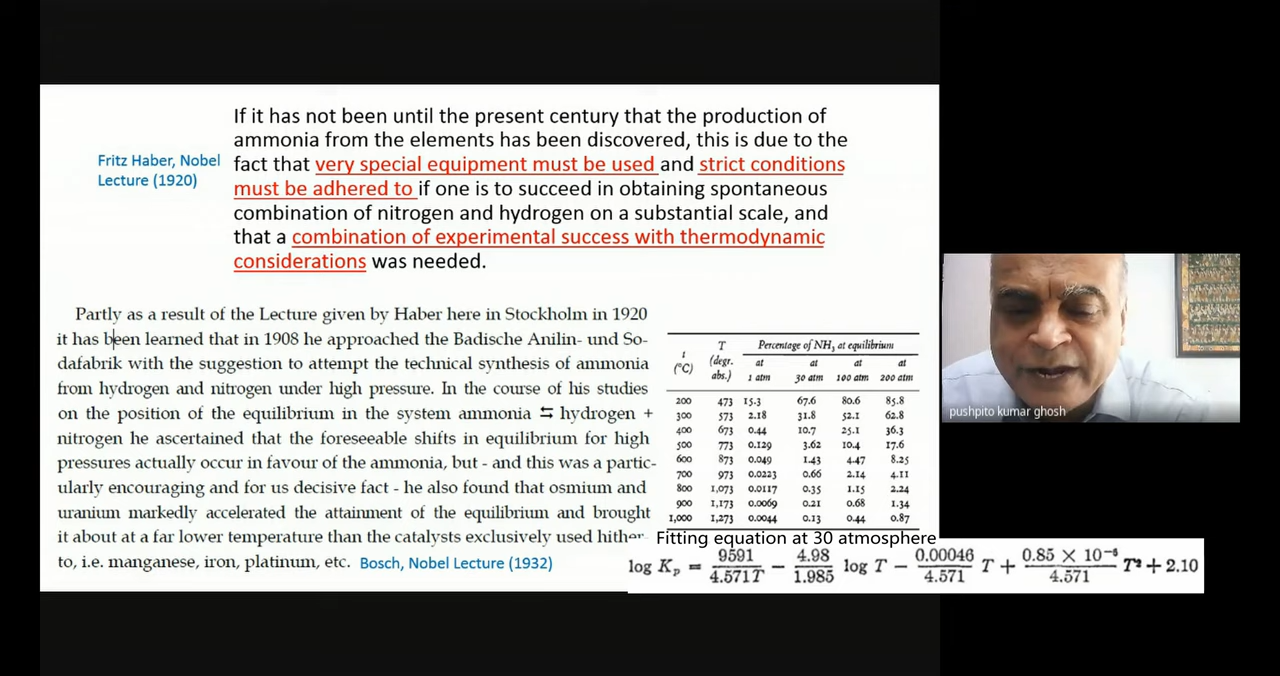 If it has not been until the present century that the production of
ammonia from the elements has been discovered, this is due to the
Fritz Haber, Nobel
Lecture (1920)
fact that very special equipment must be used and strict conditions
must be adhered to if one is to succeed in obtaining spontaneous
combination of nitrogen and hydrogen on a substantial scale, and
that a combination of experimental success with thermodynamic
considerations was needed.
Partly as a result of the Lecture given by Haber here in Stockholm in 1920
it has been learned that in 1908 he approached the Badische Anilin- und So-
dafabrik with the suggestion to attempt the technical synthesis of ammonia
from hydrogen and nitrogen under high pressure. In the course of his studies
on the position of the equilibrium in the system ammonia ⇆ hydrogen +
nitrogen he ascertained that the foreseeable shifts in equilibrium for high
pressures actually occur in favour of the ammonia, but - and this was a partic-
ularly encouraging and for us decisive fact - he also found that osmium and
uranium markedly accelerated the attainment of the equilibrium and brought
it about at a far lower temperature than the catalysts exclusively used hither-
to, i.e. manganese, iron, platinum, etc. Bosch, Nobel Lecture (1932)
t (°C) T (degr. abs.) Percentage of NH3 at equilibrium
at 1 atm at 30 atm at 100 atm at 200 atm
200 473 15.3 67.6 80.6 85.8
300 573 2.18 31.8 52.1 62.8
400 673 0.44 10.7 25.1 36.3
500 773 0.129 3.62 10.4 17.6
600 873 0.049 1.43 4.47 8.25
700 973 0.0223 0.66 2.14 4.11
800 1,073 0.0117 0.35 1.15 2.24
900 1,173 0.0069 0.21 0.68 1.34
1,000 1,273 0.0044 0.13 0.44 0.87
Fitting equation at 30 atmosphere
log Kp = 9591/4.571T − 4.98/1.985 log T − 0.00046/4.571 T + 0.85 × 10⁻⁶/4.571 T² + 2.10
pushpito kumar ghosh